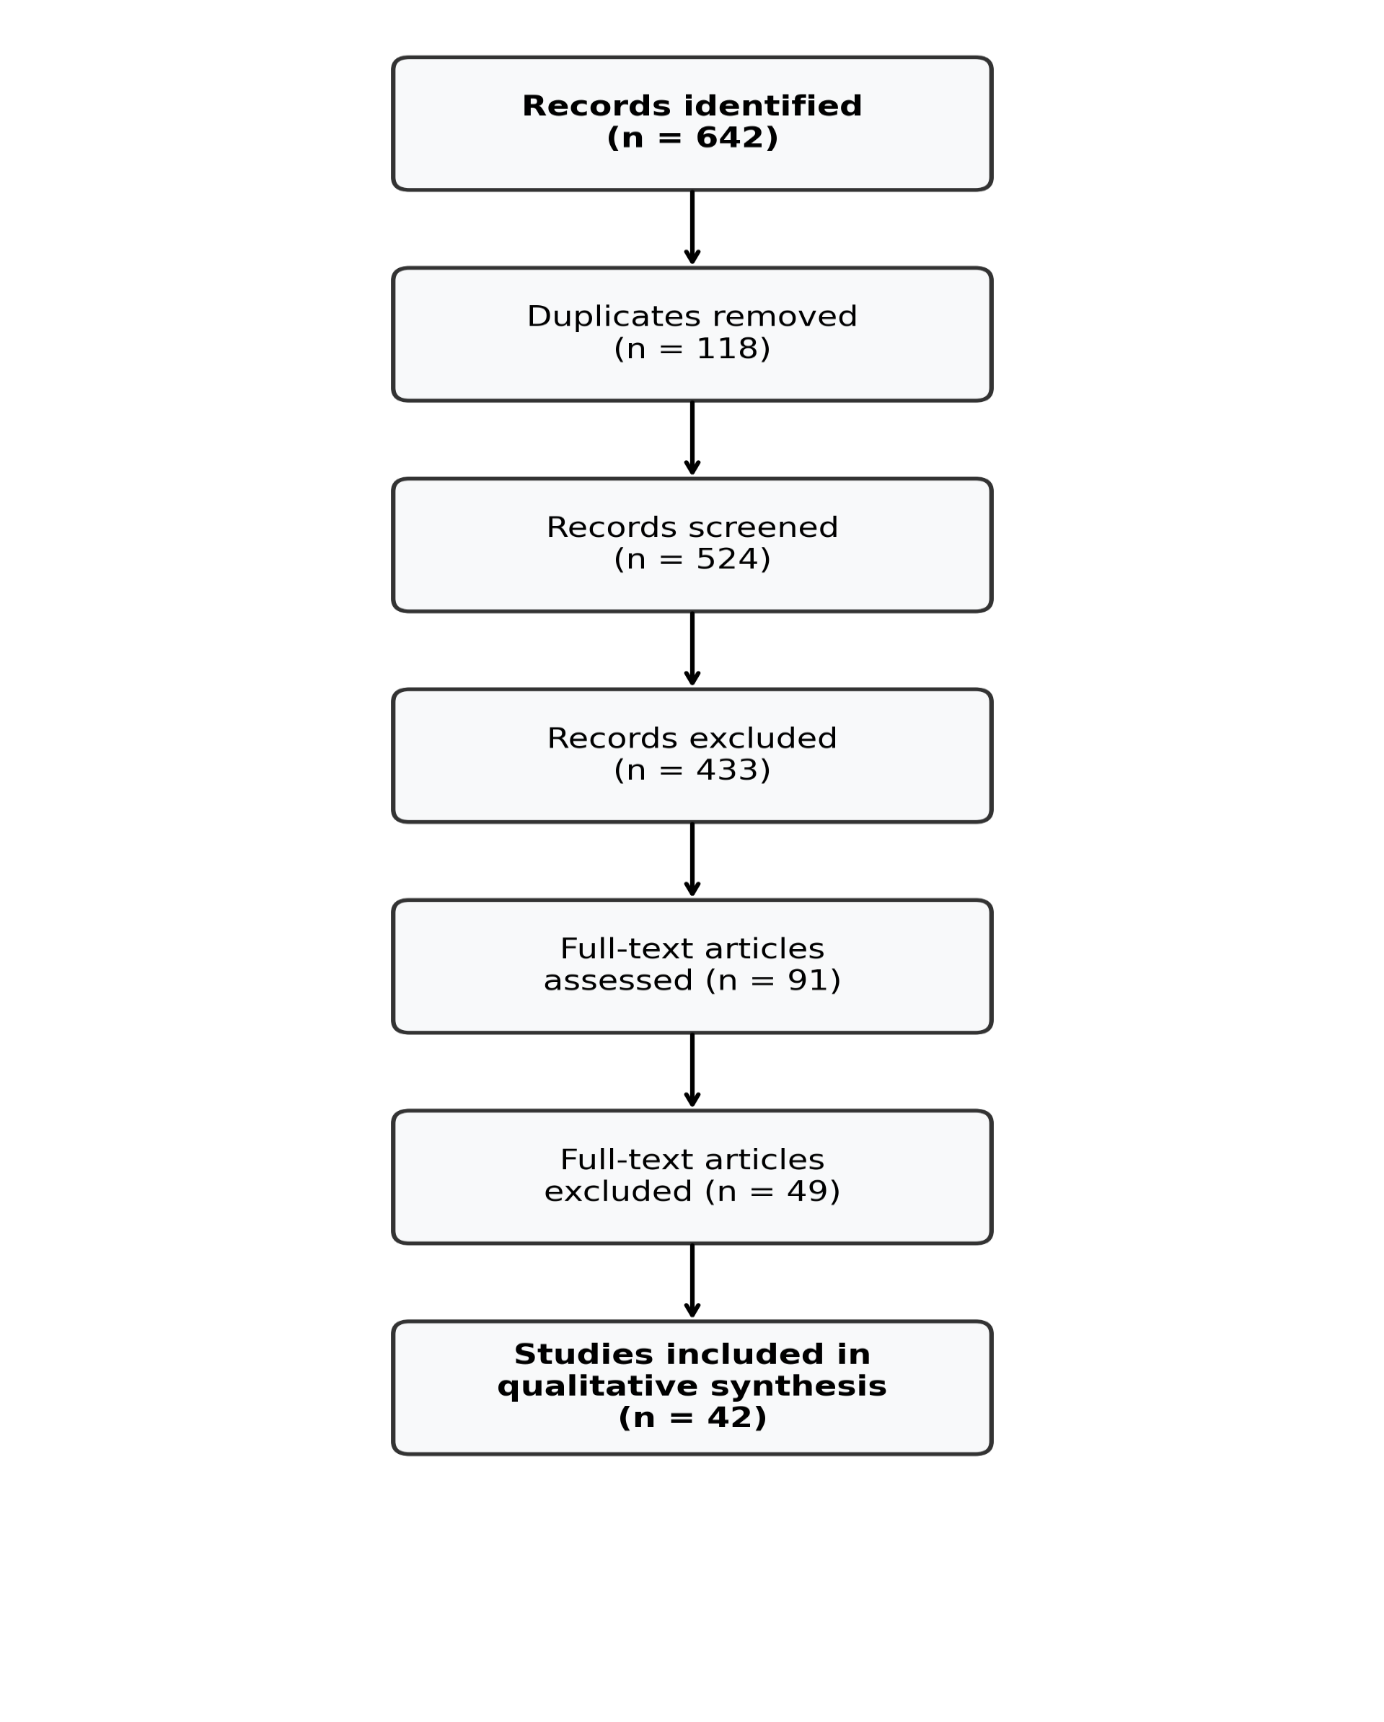 Records identified
(n = 642)
Duplicates removed
(n = 118)
Records screened
(n = 524)
Records excluded
(n = 433)
Full-text articles
assessed (n = 91)
Full-text articles
excluded (n = 49)
Studies included in
qualitative synthesis
(n = 42)